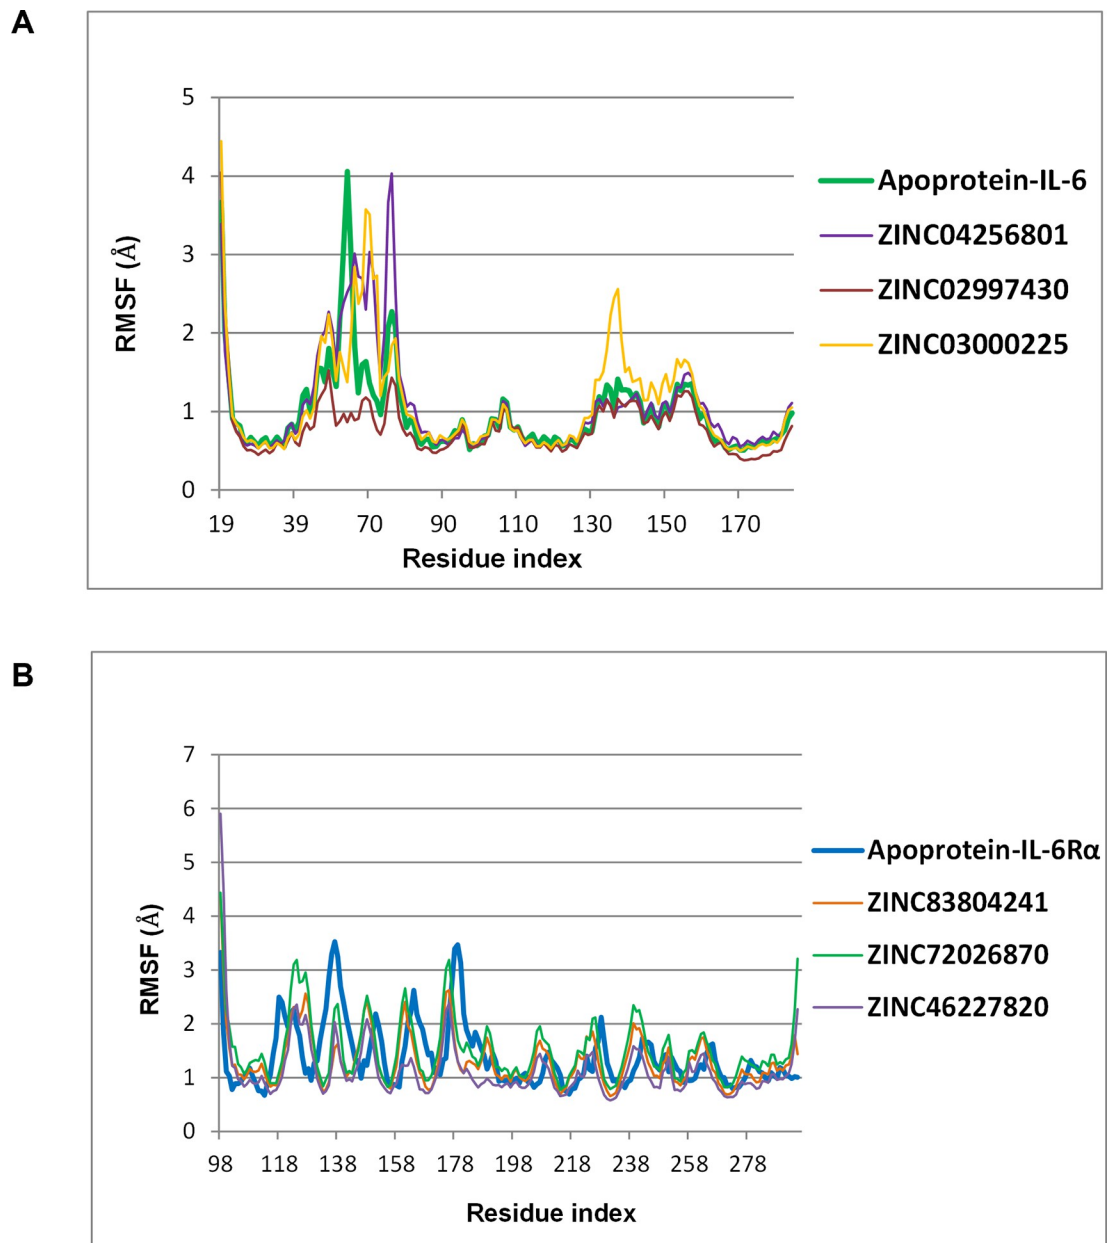 A
5
4
3
2
1
0
RMSF (Å)
19 39 70 90 110 130 150 170
Residue index
Apoprotein-IL-6
ZINC04256801
ZINC02997430
ZINC03000225
B
7
6
5
4
3
2
1
0
RMSF (Å)
98 118 138 158 178 198 218 238 258 278
Residue index
Apoprotein-IL-6Rα
ZINC83804241
ZINC72026870
ZINC46227820